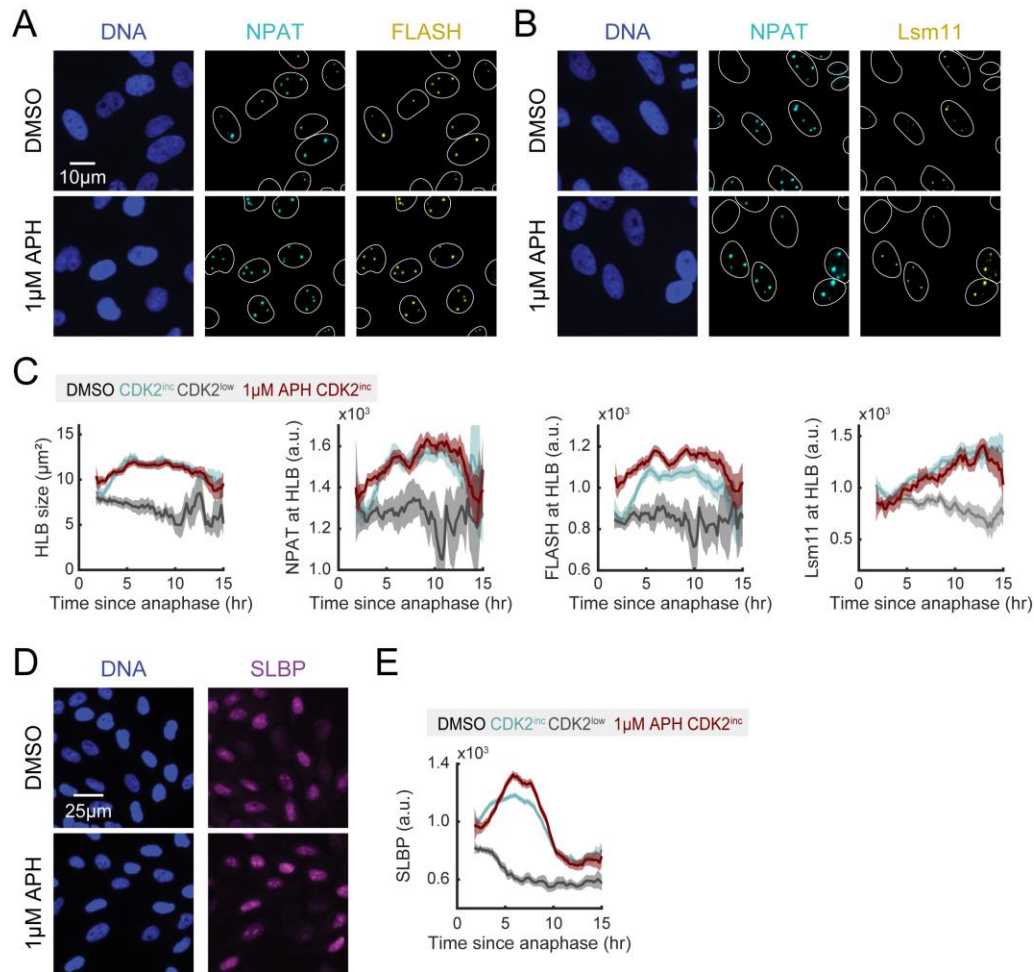 A
DNA
NPAT
FLASH
DMSO
10μm
1μM APH
B
DNA
NPAT
Lsm11
DMSO
1μM APH
C
DMSO CDK2inc CDK2low 1μM APH CDK2inc
HLB size (μm²)
15
10
5
0
0 5 10 15
Time since anaphase (hr)
x10³
NPAT at HLB (a.u.)
1.6
1.4
1.2
1.0
0 5 10 15
Time since anaphase (hr)
x10³
FLASH at HLB (a.u.)
1.2
1.0
0.8
0.6
0 5 10 15
Time since anaphase (hr)
x10³
Lsm11 at HLB (a.u.)
1.5
1.0
0.5
0 5 10 15
Time since anaphase (hr)
D
DNA
SLBP
DMSO
25μm
1μM APH
E
DMSO CDK2inc CDK2low 1μM APH CDK2inc
x10³
SLBP (a.u.)
1.4
1.0
0.6
0 5 10 15
Time since anaphase (hr)